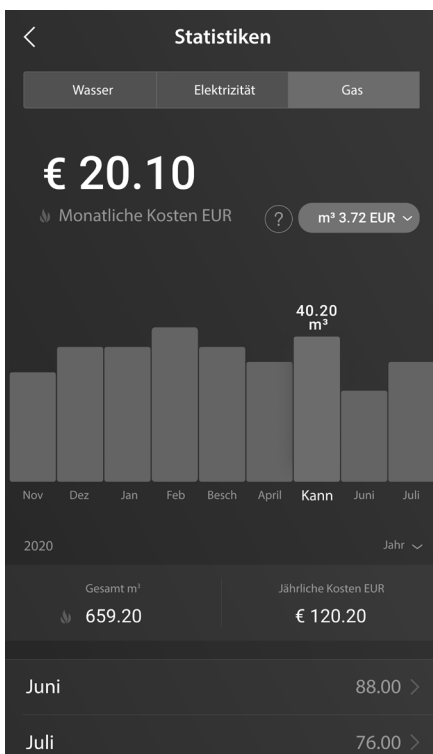 Statistiken
Wasser Elektrizität Gas
€ 20.10
Monatliche Kosten EUR ? m³ 3.72 EUR
40.20
m³
Nov Dez Jan Feb Besch April Kann Juni Juli
2020 Jahr
Gesamt m³ Jährliche Kosten EUR
659.20 € 120.20
Juni 88.00
Juli 76.00